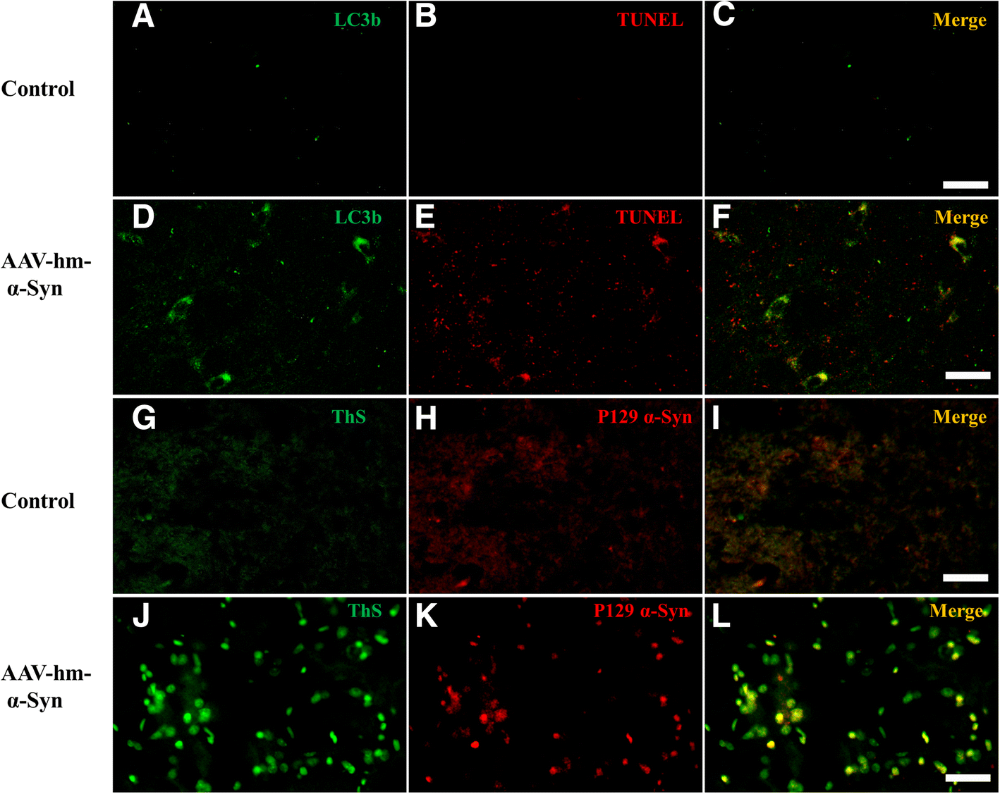 A LC3b
B TUNEL
C Merge
Control
D LC3b
E TUNEL
F Merge
AAV-hm-
α-Syn
G ThS
H P129 α-Syn
I Merge
Control
J ThS
K P129 α-Syn
L Merge
AAV-hm-
α-Syn